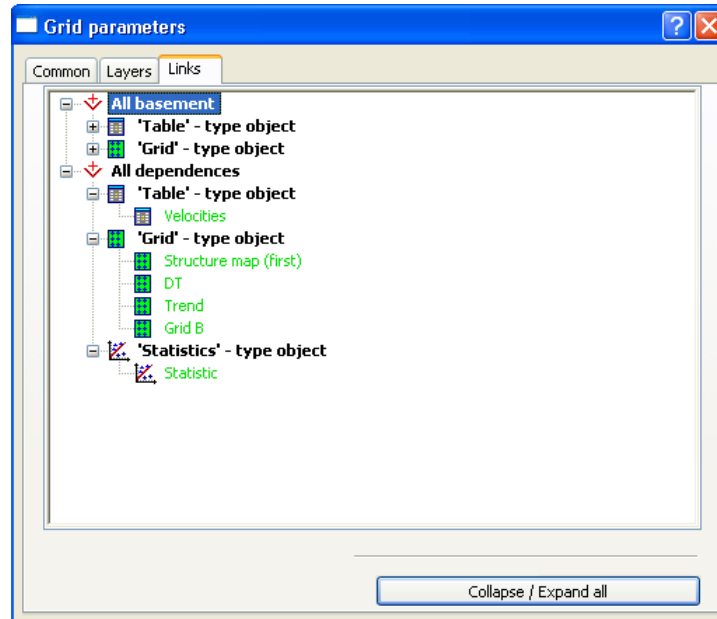 Grid parameters
Common Layers Links
All basement
'Table' - type object
'Grid' - type object
All dependences
'Table' - type object
Velocities
'Grid' - type object
Structure map (first)
DT
Trend
Grid B
'Statistics' - type object
Statistic
Collapse / Expand all